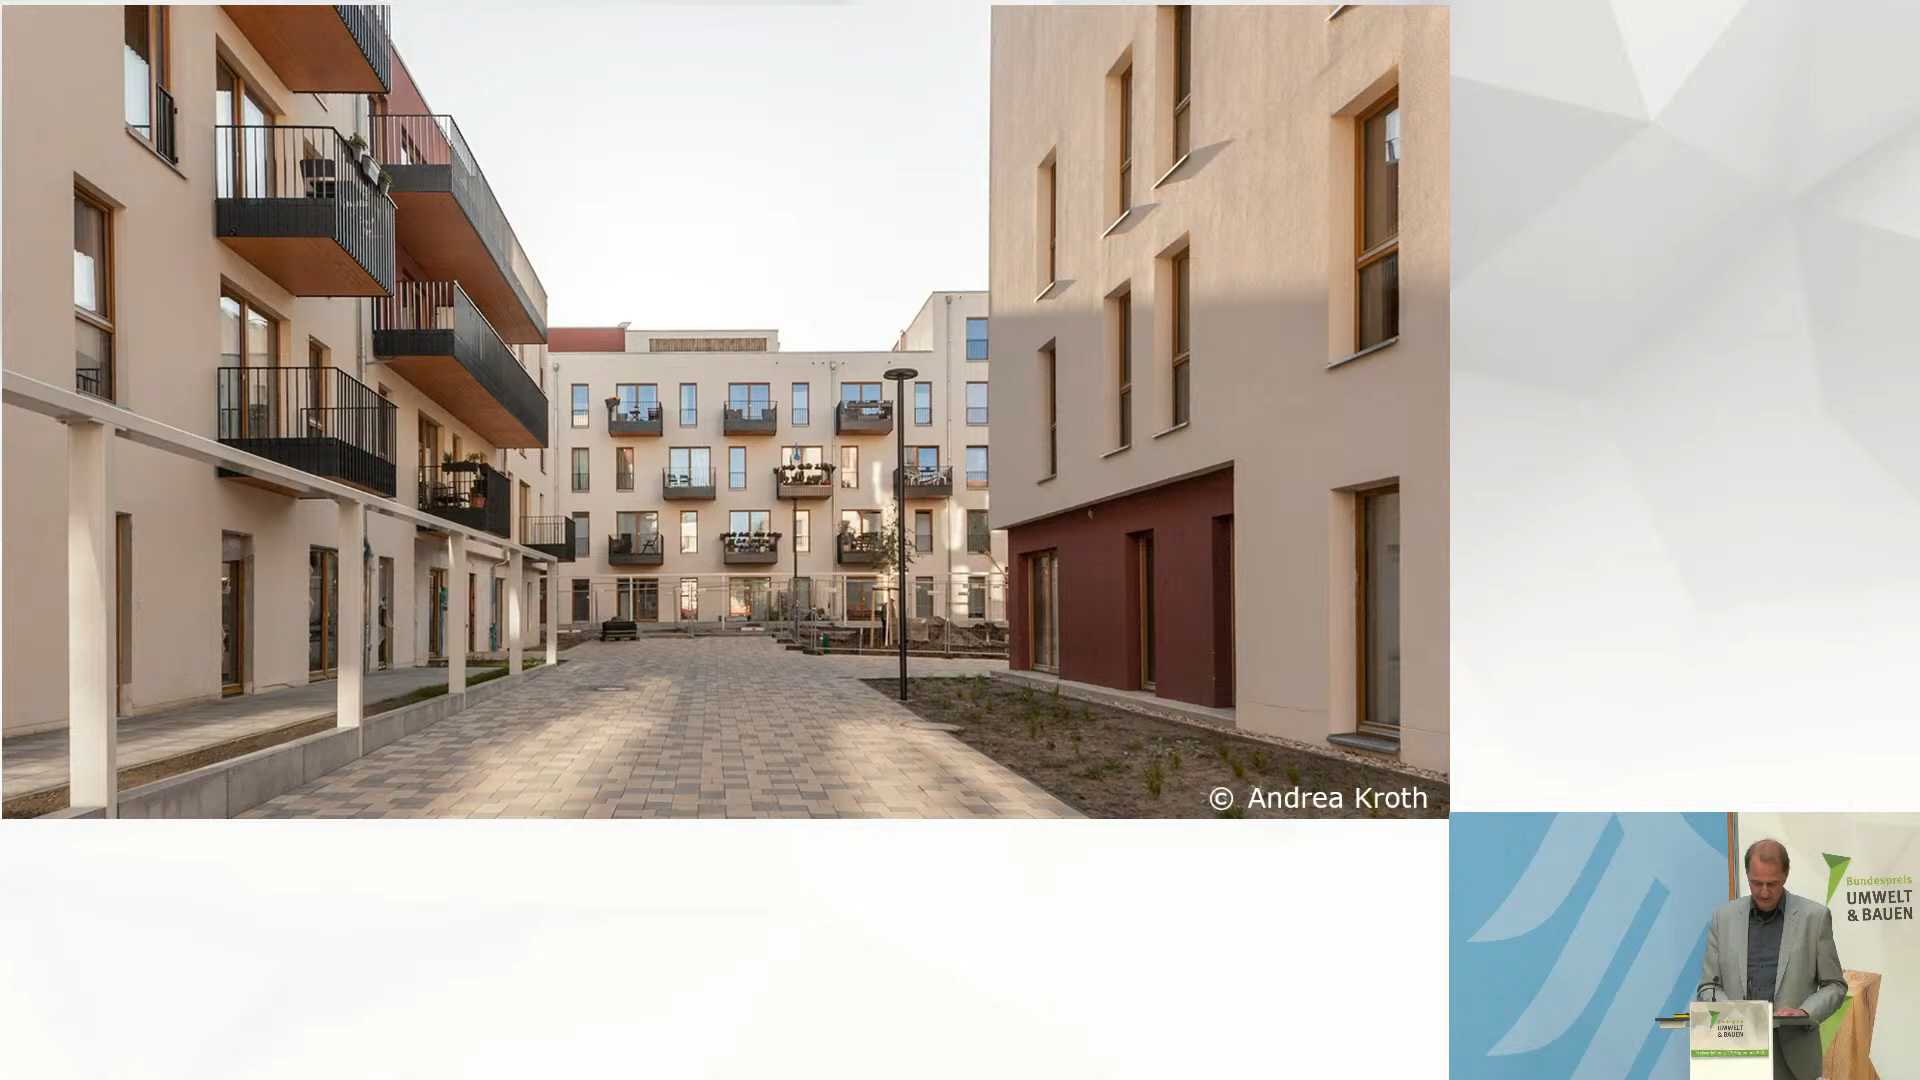 © Andrea Kroth
Bundespreis
UMWELT
& BAUEN
UMWELT
& BAUEN